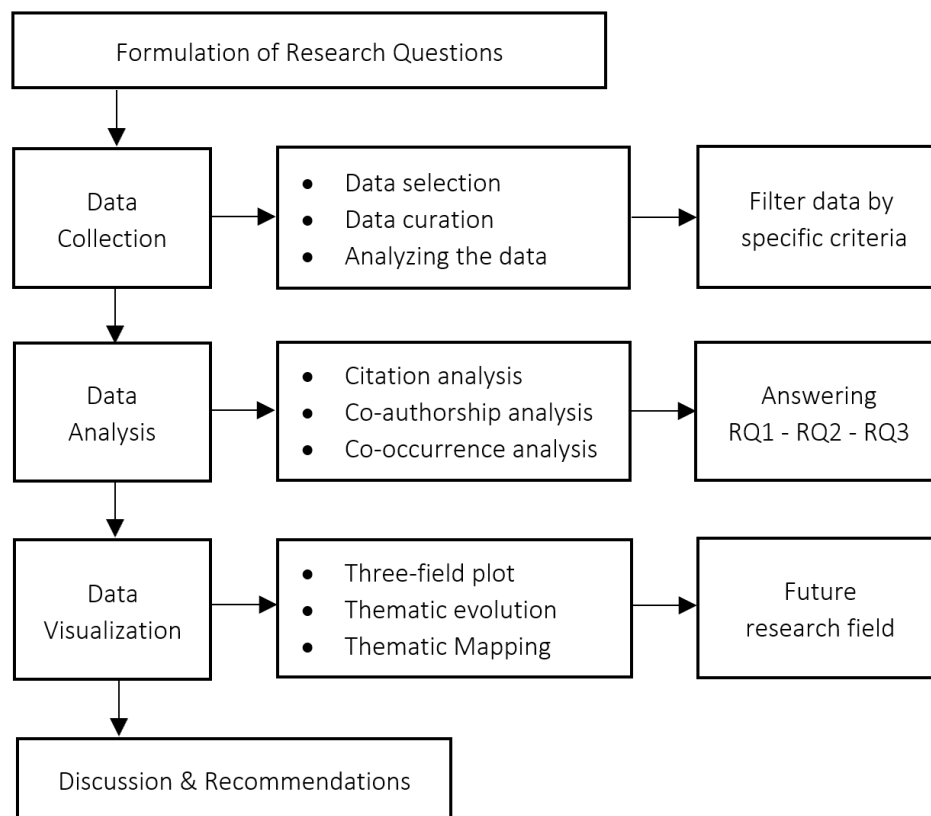 Formulation of Research Questions
Data
Collection
• Data selection
• Data curation
• Analyzing the data
Filter data by
specific criteria
Data
Analysis
• Citation analysis
• Co-authorship analysis
• Co-occurrence analysis
Answering
RQ1 - RQ2 - RQ3
Data
Visualization
• Three-field plot
• Thematic evolution
• Thematic Mapping
Future
research field
Discussion & Recommendations